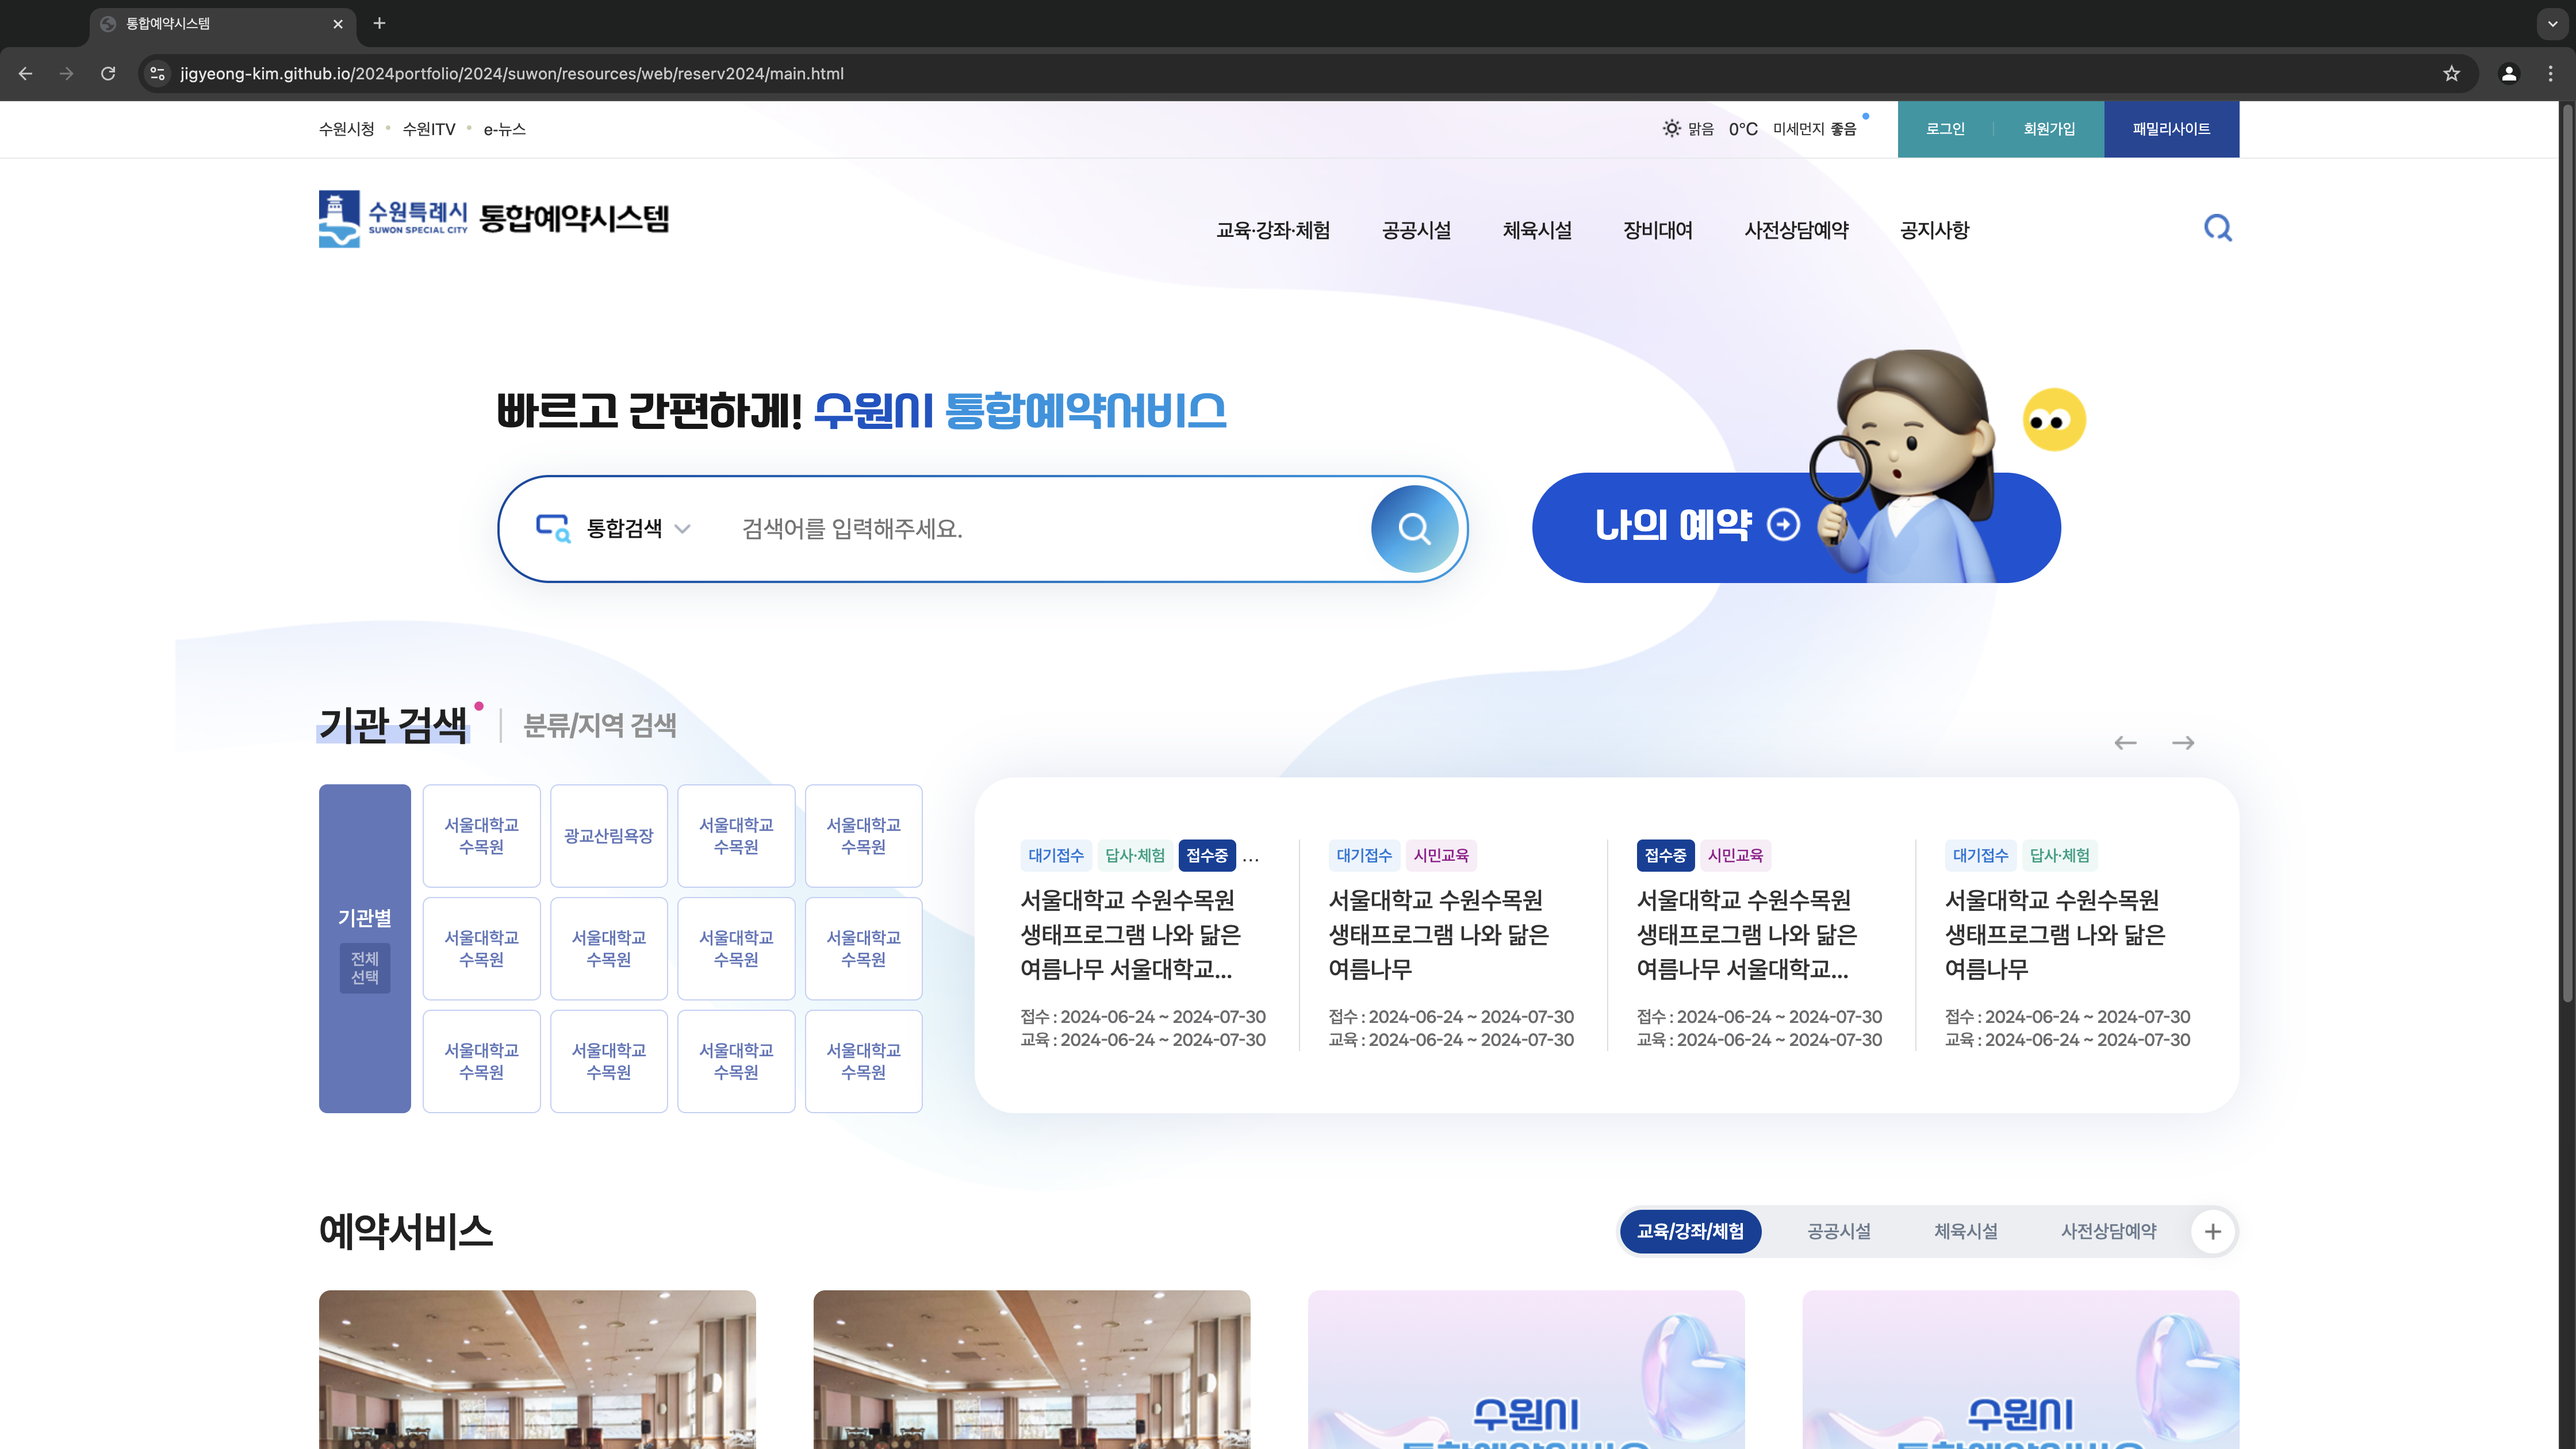 통합예약시스템
jigyeong-kim.github.io/2024portfolio/2024/suwon/resources/web/reserv2024/main.html
수원시청 수원ITV e-뉴스
맑음 0°C 미세먼지 좋음
로그인 회원가입 패밀리사이트
수원특례시
SUWON SPECIAL CITY
통합예약시스템
교육·강좌·체험 공공시설 체육시설 장비대여 사전상담예약 공지사항
빠르고 간편하게! 수원시 통합예약서비스
통합검색 검색어를 입력해주세요.
나의 예약
기관 검색 분류/지역 검색
기관별
전체
선택
서울대학교
수목원
광교산림욕장
서울대학교
수목원
서울대학교
수목원
서울대학교
수목원
서울대학교
수목원
서울대학교
수목원
서울대학교
수목원
서울대학교
수목원
서울대학교
수목원
서울대학교
수목원
서울대학교
수목원
대기접수 답사·체험 접수중 ...
서울대학교 수원수목원
생태프로그램 나와 닮은
여름나무 서울대학교...
접수 : 2024-06-24 ~ 2024-07-30
교육 : 2024-06-24 ~ 2024-07-30
대기접수 시민교육
서울대학교 수원수목원
생태프로그램 나와 닮은
여름나무
접수 : 2024-06-24 ~ 2024-07-30
교육 : 2024-06-24 ~ 2024-07-30
접수중 시민교육
서울대학교 수원수목원
생태프로그램 나와 닮은
여름나무 서울대학교...
접수 : 2024-06-24 ~ 2024-07-30
교육 : 2024-06-24 ~ 2024-07-30
대기접수 답사·체험
서울대학교 수원수목원
생태프로그램 나와 닮은
여름나무
접수 : 2024-06-24 ~ 2024-07-30
교육 : 2024-06-24 ~ 2024-07-30
예약서비스
교육/강좌/체험 공공시설 체육시설 사전상담예약
수원시
수원시